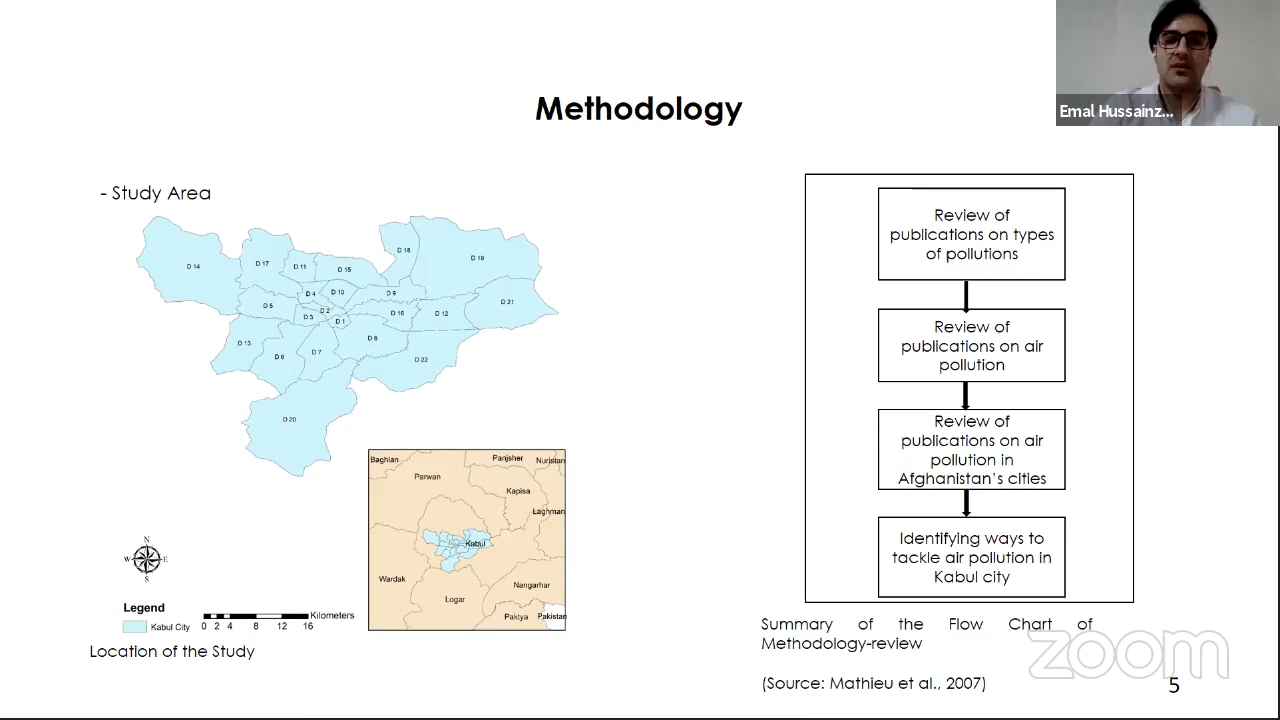 Emal Hussainz...
Methodology
- Study Area
D 14
D 17
D 11
D 15
D 18
D 19
D 5
D 4
D 10
D 9
D 21
D 3
D 2
D 1
D 16
D 12
D 13
D 6
D 7
D 8
D 22
D 20
Baghlan
Panjsher
Nuristan
Parwan
Kapisa
Laghman
Kabul
Wardak
Nangarhar
Logar
Paktya
Pakistan
N
W
E
S
Legend
Kabul City
Kilometers
0 2 4 8 12 16
Location of the Study
Review of
publications on types
of pollutions
Review of
publications on air
pollution
Review of
publications on air
pollution in
Afghanistan's cities
Identifying ways to
tackle air pollution in
Kabul city
Summary of the Flow Chart of
Methodology-review
(Source: Mathieu et al., 2007)
zoom
5